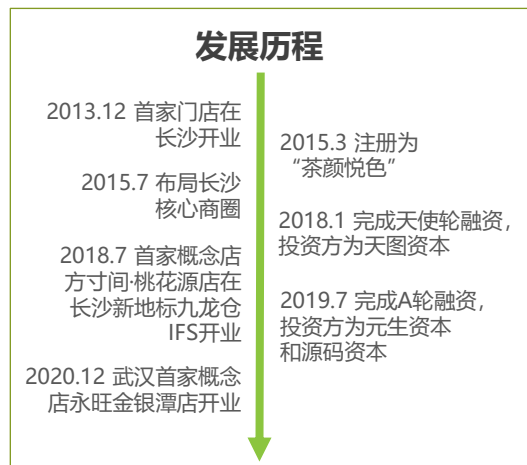 发展历程
2013.12 首家门店在
长沙开业
2015.3 注册为
“茶颜悦色”
2015.7 布局长沙
核心商圈
2018.1 完成天使轮融资，
投资方为天图资本
2018.7 首家概念店
方寸间·桃花源店在
长沙新地标九龙仓
IFS开业
2019.7 完成A轮融资，
投资方为元生资本
和源码资本
2020.12 武汉首家概念
店永旺金银潭店开业